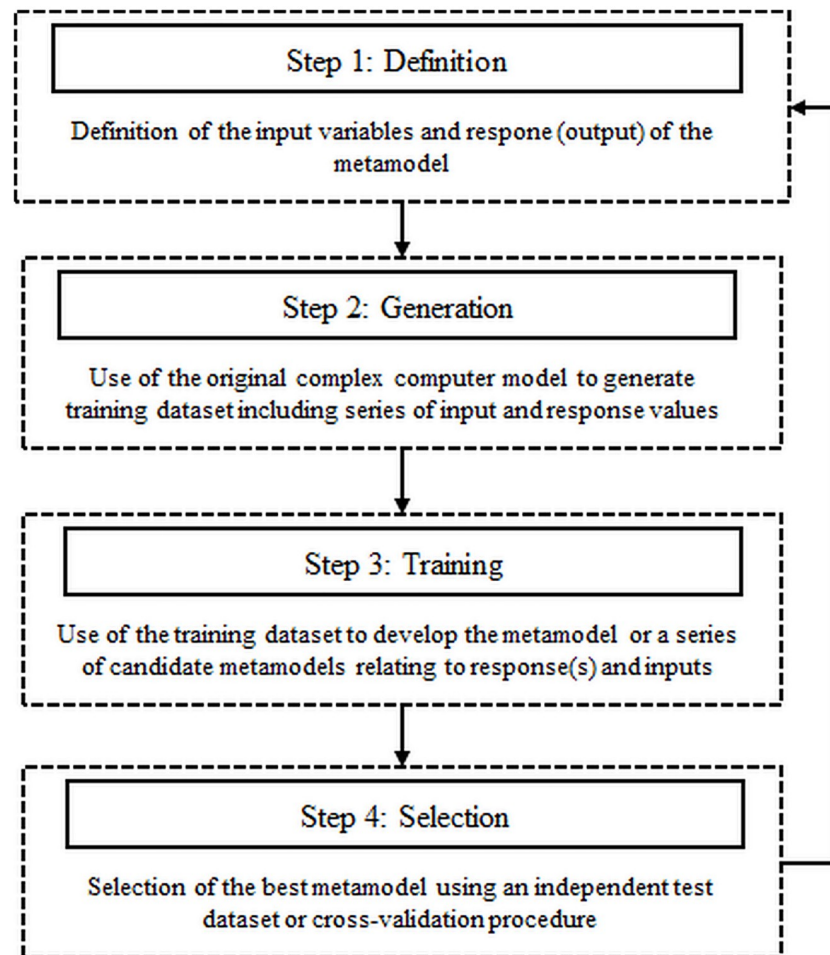 Step 1: Definition
Definition of the input variables and respone (output) of the
metamodel
Step 2: Generation
Use of the original complex computer model to generate
training dataset including series of input and response values
Step 3: Training
Use of the training dataset to develop the metamodel or a series
of candidate metamodels relating to response(s) and inputs
Step 4: Selection
Selection of the best metamodel using an independent test
dataset or cross-validation procedure